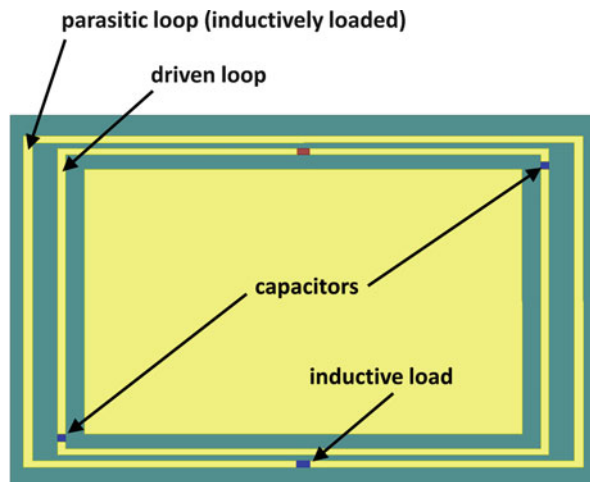 parasitic loop (inductively loaded)
driven loop
capacitors
inductive load